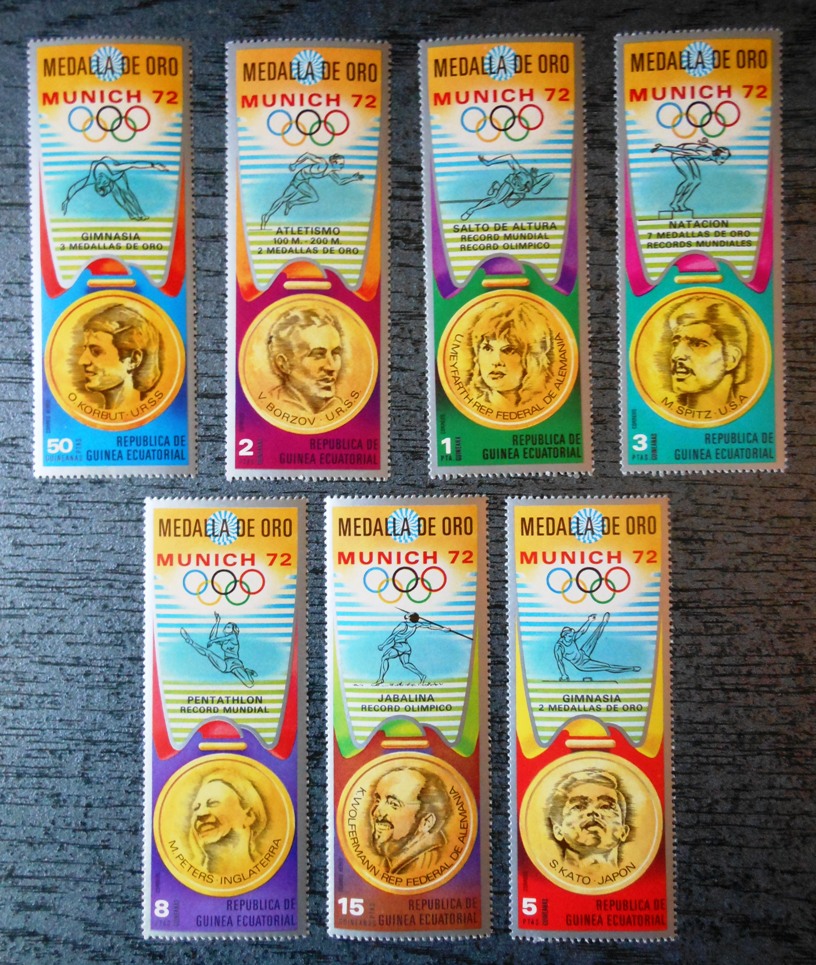 MEDALLA DE ORO
MUNICH 72
GIMNASIA
3 MEDALLAS DE ORO
O. KORBUT · U.R.S.S
50
REPUBLICA DE
GUINEA ECUATORIAL
MEDALLA DE ORO
MUNICH 72
ATLETISMO
100 M. - 200 M.
2 MEDALLAS DE ORO
V. BORZOV · U.R.S.S
2
REPUBLICA DE
GUINEA ECUATORIAL
MEDALLA DE ORO
MUNICH 72
SALTO DE ALTURA
RECORD MUNDIAL
RECORD OLIMPICO
U.MEYFARTH·REP FEDERAL DE ALEMANIA
1
PTA
REPUBLICA DE
GUINEA ECUATORIAL
MEDALLA DE ORO
MUNICH 72
NATACION
7 MEDALLAS DE ORO
RECORDS MUNDIALES
M. SPITZ · U.S.A
3
PTAS
REPUBLICA DE
GUINEA ECUATORIAL
MEDALLA DE ORO
MUNICH 72
PENTATHLON
RECORD MUNDIAL
M. PETERS INGLATERRA
8
PTAS
REPUBLICA DE
GUINEA ECUATORIAL
MEDALLA DE ORO
MUNICH 72
JABALINA
RECORD OLIMPICO
K.WOLFERMANN REP FEDERAL DE ALEMANIA
15
REPUBLICA DE
GUINEA ECUATORIAL
MEDALLA DE ORO
MUNICH 72
GIMNASIA
2 MEDALLAS DE ORO
S. KATO · JAPON
5
PTAS
REPUBLICA DE
GUINEA ECUATORIAL